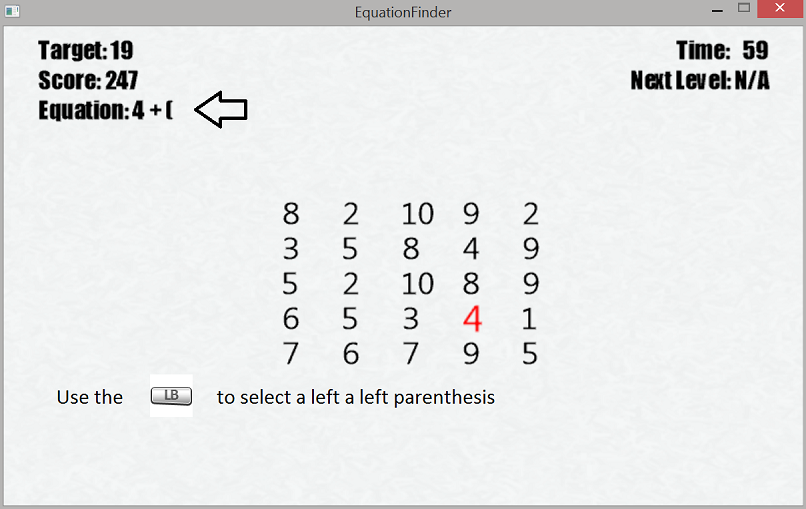 EquationFinder
Target: 19
Time: 59
Score: 247
Next Level: N/A
Equation: 4 + (
8 2 10 9 2
3 5 8 4 9
5 2 10 8 9
6 5 3 4 1
7 6 7 9 5
Use the LB to select a left a left parenthesis